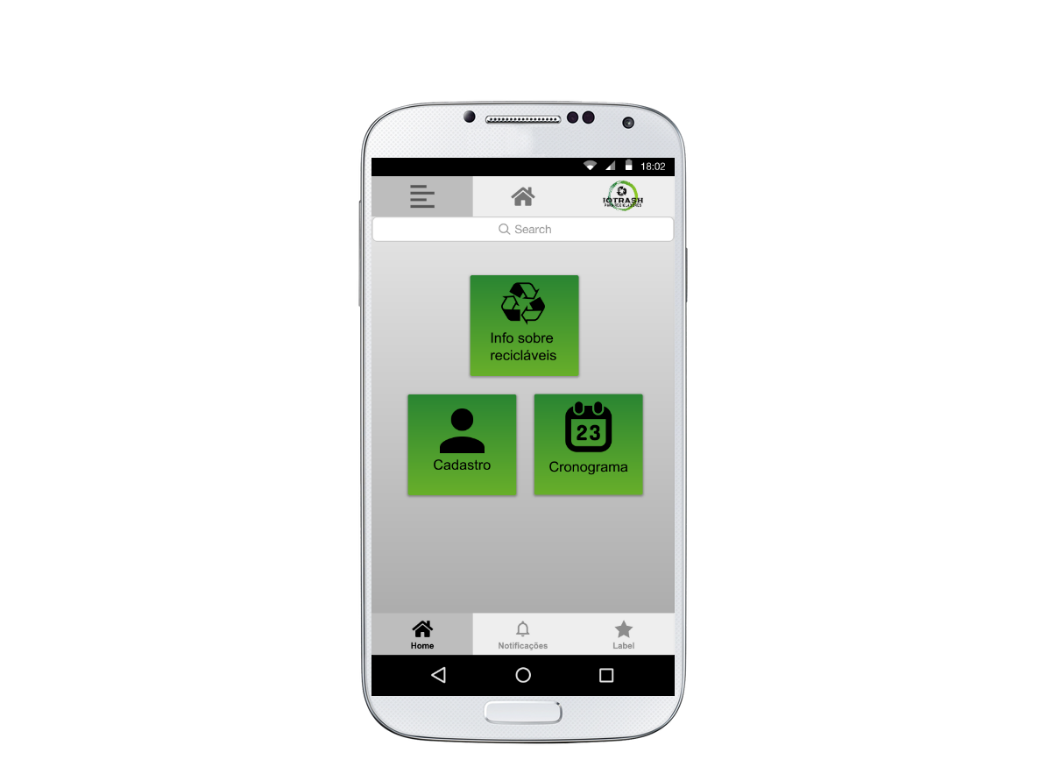 18:02
IOTRASH
Search
Info sobre
recicláveis
23
Cadastro
Cronograma
Home
Notificações
Label